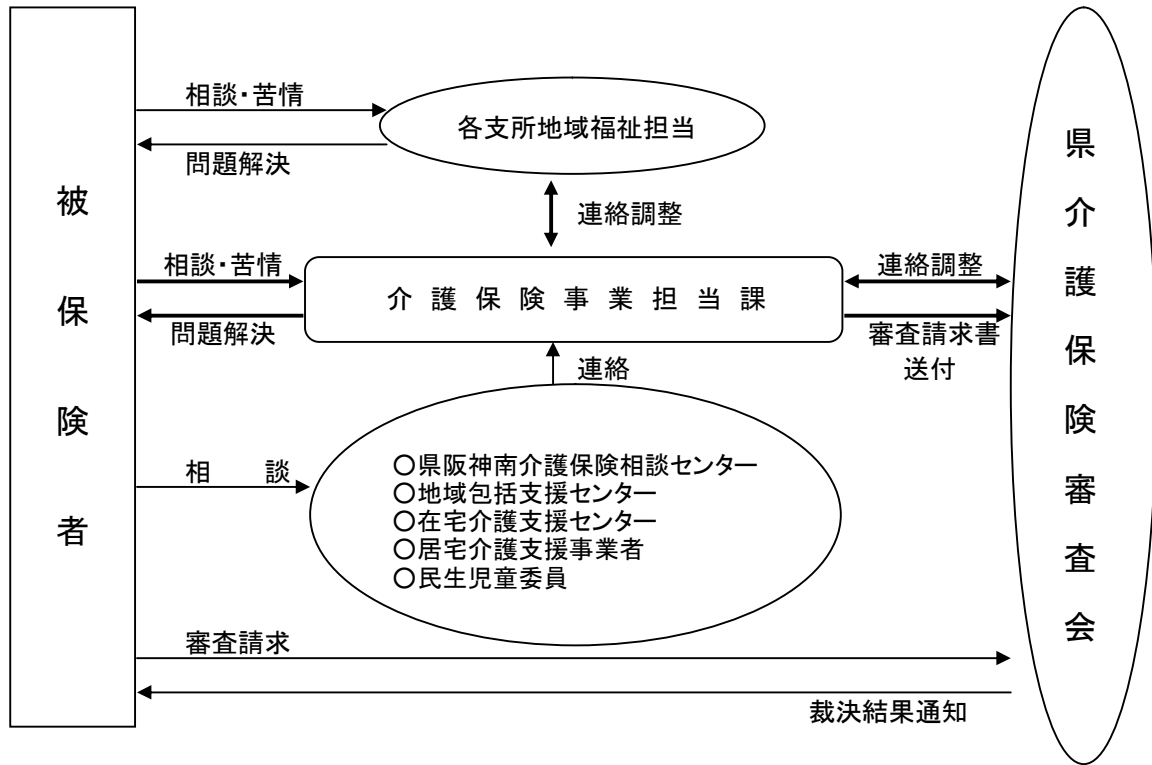 被保険者
相談・苦情
各支所地域福祉担当
問題解決
連絡調整
相談・苦情
介護保険事業担当課
連絡調整
問題解決
審査請求書
送付
連絡
相　談
○県阪神南介護保険相談センター
○地域包括支援センター
○在宅介護支援センター
○居宅介護支援事業者
○民生児童委員
審査請求
裁決結果通知
県介護保険審査会